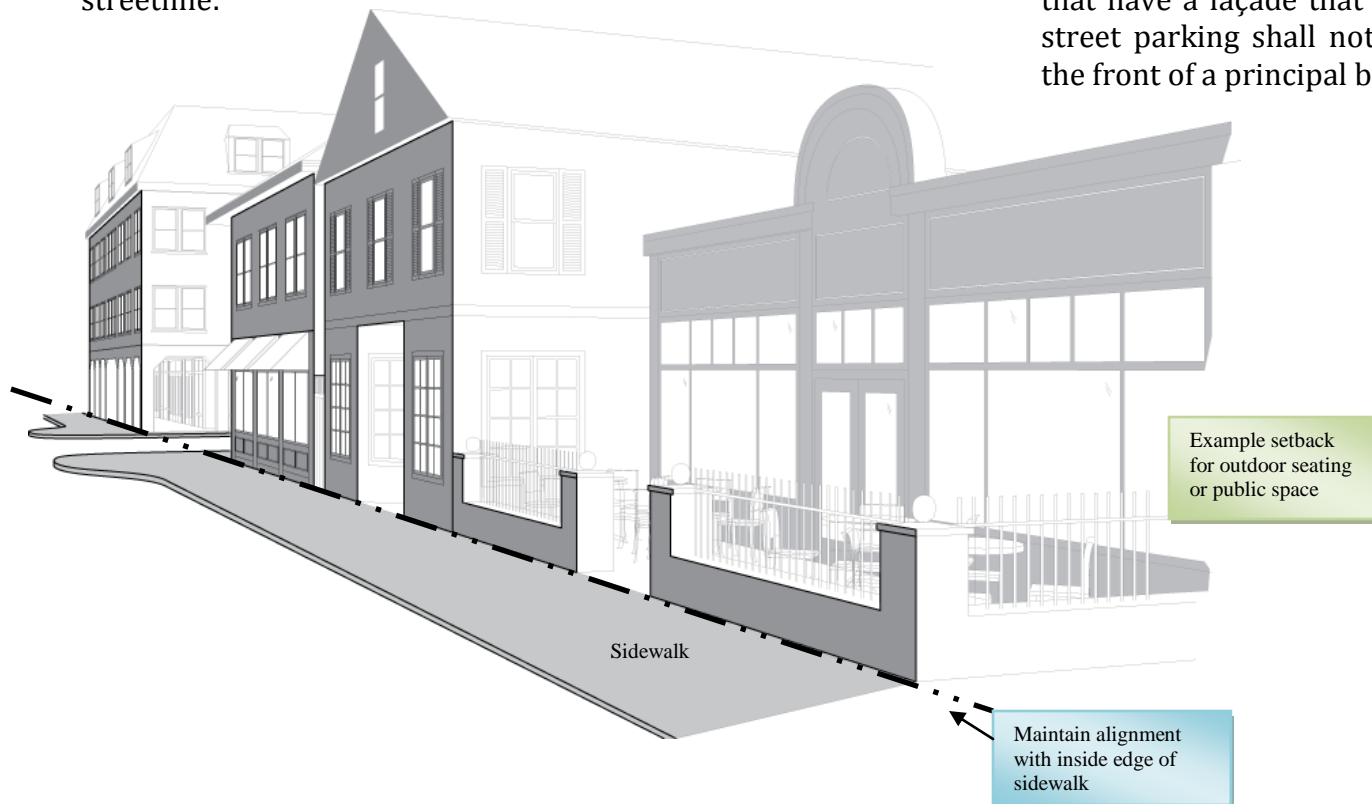 streetline.
that have a façade that
street parking shall not
the front of a principal b
Example setback
for outdoor seating
or public space
Sidewalk
Maintain alignment
with inside edge of
sidewalk